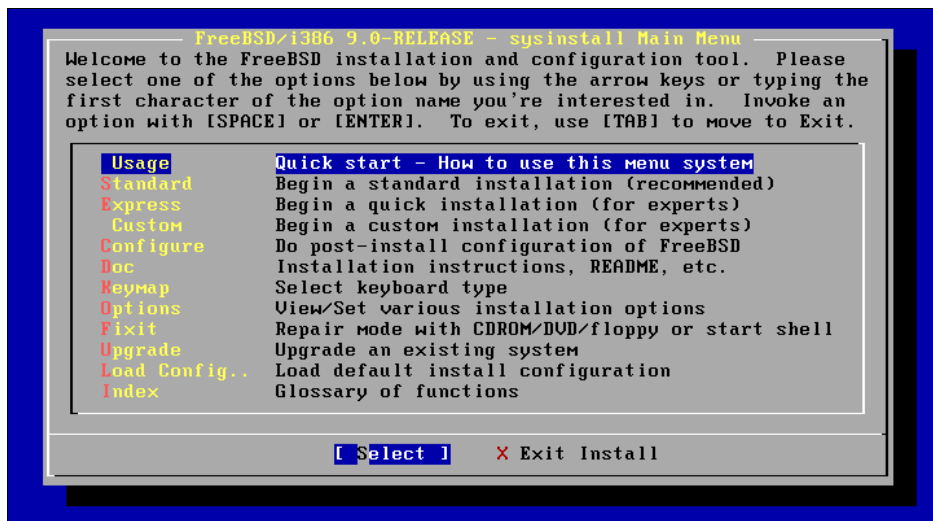 FreeBSD/i386 9.0-RELEASE - sysinstall Main Menu
Welcome to the FreeBSD installation and configuration tool.  Please
select one of the options below by using the arrow keys or typing the
first character of the option name you're interested in.  Invoke an
option with [SPACE] or [ENTER].  To exit, use [TAB] to move to Exit.
Usage Quick start - How to use this menu system
Standard Begin a standard installation (recommended)
Express Begin a quick installation (for experts)
Custom Begin a custom installation (for experts)
Configure Do post-install configuration of FreeBSD
Doc Installation instructions, README, etc.
Keymap Select keyboard type
Options View/Set various installation options
Fixit Repair mode with CDROM/DVD/floppy or start shell
Upgrade Upgrade an existing system
Load Config.. Load default install configuration
Index Glossary of functions
[ Select ] X Exit Install